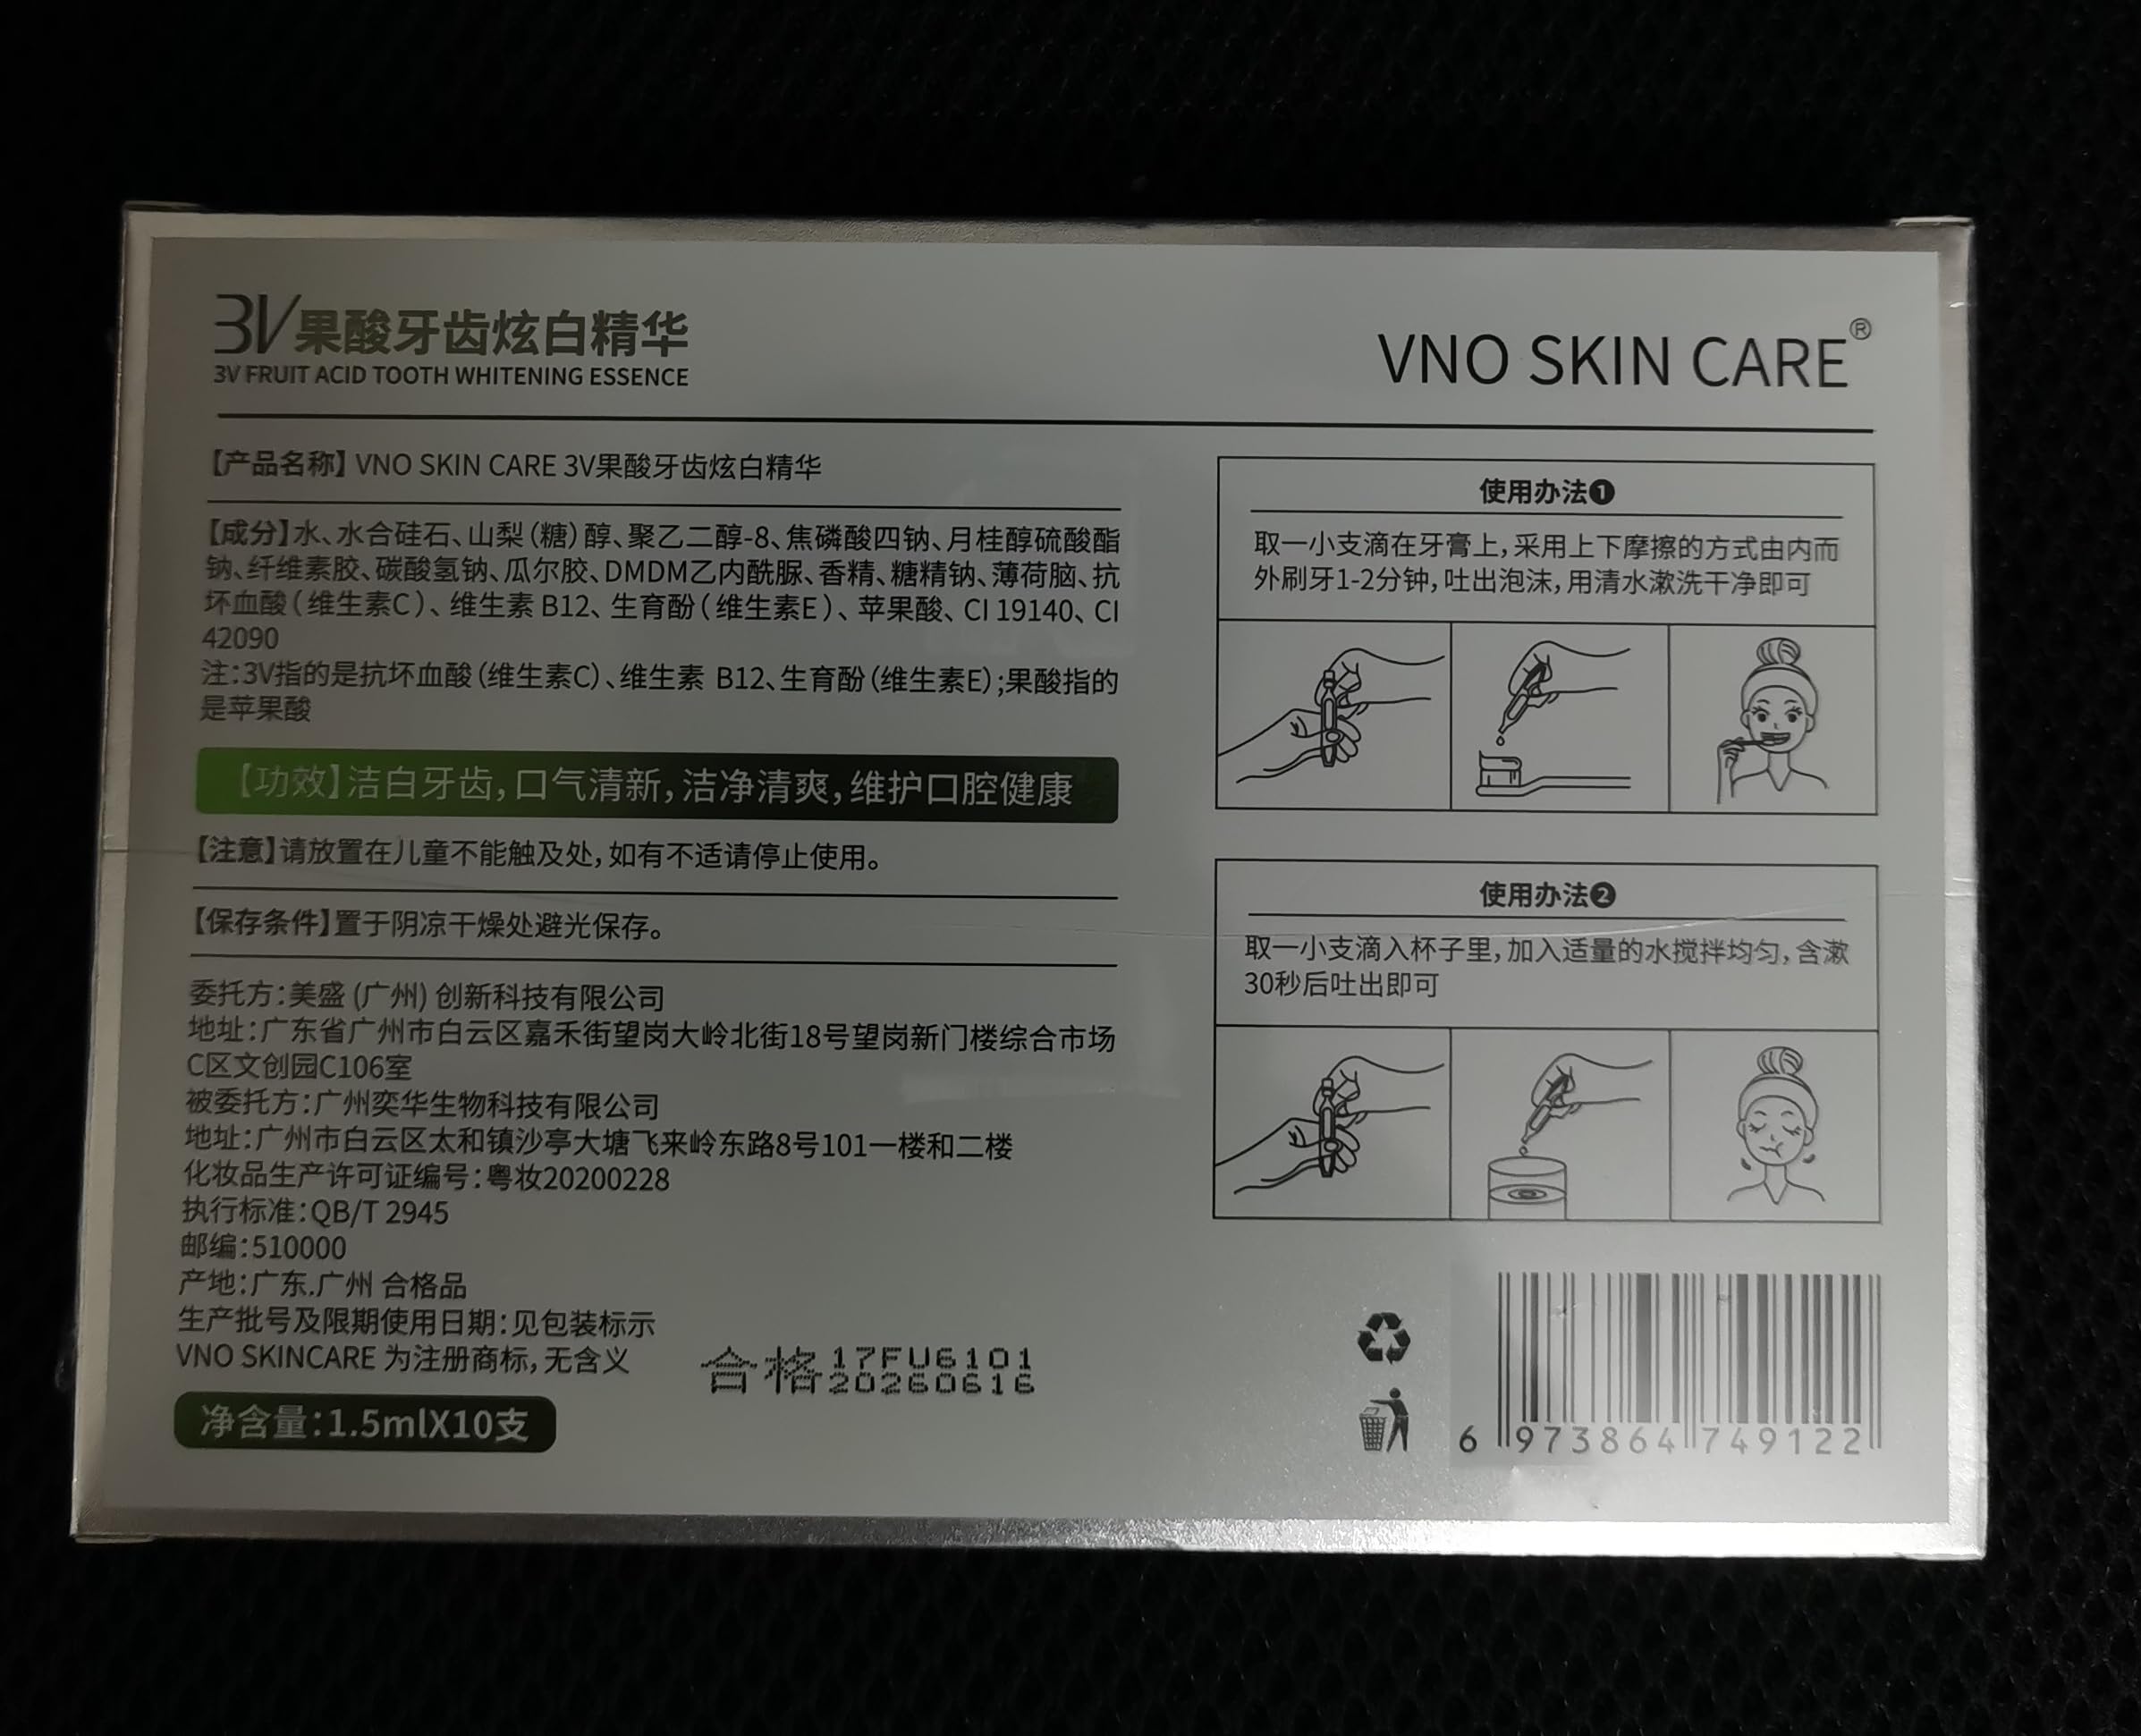 3V果酸牙齿炫白精华
3V FRUIT ACID TOOTH WHITENING ESSENCE
VNO SKIN CARE®
【产品名称】VNO SKIN CARE 3V果酸牙齿炫白精华
【成分】水、水合硅石、山梨（糖）醇、聚乙二醇-8、焦磷酸四钠、月桂醇硫酸酯
钠、纤维素胶、碳酸氢钠、瓜尔胶、DMDM乙内酰脲、香精、糖精钠、薄荷脑、抗
坏血酸（维生素C）、维生素 B12、生育酚（维生素E）、苹果酸、CI 19140、CI
42090
注：3V指的是抗坏血酸（维生素C）、维生素 B12、生育酚（维生素E）；果酸指的
是苹果酸
【功效】洁白牙齿，口气清新，洁净清爽，维护口腔健康
【注意】请放置在儿童不能触及处，如有不适请停止使用。
【保存条件】置于阴凉干燥处避光保存。
委托方：美盛 (广州) 创新科技有限公司
地址：广东省广州市白云区嘉禾街望岗大岭北街18号望岗新门楼综合市场
C区文创园C106室
被委托方：广州奕华生物科技有限公司
地址：广州市白云区太和镇沙亭大塘飞来岭东路8号101一楼和二楼
化妆品生产许可证编号：粤妆20200228
执行标准：QB/T 2945
邮编：510000
产地：广东.广州 合格品
生产批号及限期使用日期：见包装标示
VNO SKINCARE 为注册商标，无含义
合格17FU6101
20260616
净含量：1.5mlX10支
使用办法❶
取一小支滴在牙膏上，采用上下摩擦的方式由内而
外刷牙1-2分钟，吐出泡沫，用清水漱洗干净即可
使用办法❷
取一小支滴入杯子里，加入适量的水搅拌均匀，含漱
30秒后吐出即可
6 973864 749122